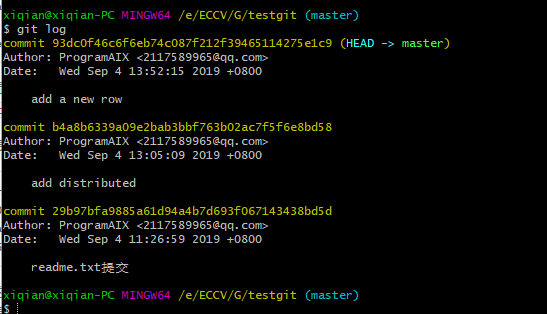 xiqian@xiqian-PC MINGW64 /e/ECCV/G/testgit (master)
$ git log
commit 93dc0f46c6f6eb74c087f212f39465114275e1c9 (HEAD -> master)
Author: ProgramAIX <2117589965@qq.com>
Date:   Wed Sep 4 13:52:15 2019 +0800
    add a new row
commit b4a8b6339a09e2bab3bbf763b02ac7f5f6e8bd58
Author: ProgramAIX <2117589965@qq.com>
Date:   Wed Sep 4 13:05:09 2019 +0800
    add distributed
commit 29b97bfa9885a61d94a4b7d693f067143438bd5d
Author: ProgramAIX <2117589965@qq.com>
Date:   Wed Sep 4 11:26:59 2019 +0800
    readme.txt提交
xiqian@xiqian-PC MINGW64 /e/ECCV/G/testgit (master)
$